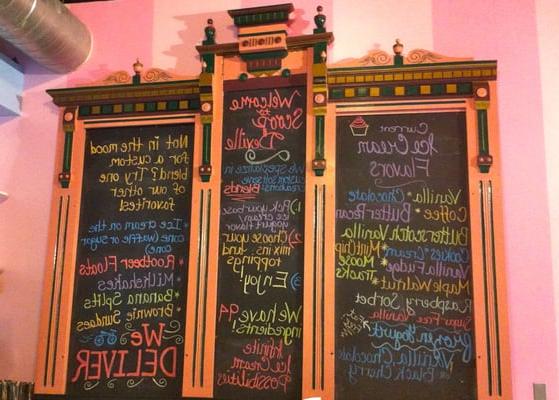 Current
Ice Cream
Flavors
Vanilla * Chocolate
Coffee * Butter Pecan
Butterscotch Vanilla
Cookies *Cream * Mint Chip
Vanilla Fudge * Moose
Maple Walnut Tracks
Raspberry Sorbet
Sugar Free Vanilla
Frozen Yogurt:
Vanilla Chocolate
* Black Cherry
Welcome
to
Scoop
DeVille
We specialize in
custom soft serve
Blends creations!
1) Pick your base
ice cream/
yogurt flavor
2) Choose your
mix ins and
toppings
3) Enjoy!
We have 94
ingredients!
Infinite
Ice Cream
Possibilities
Not in the mood
for a custom
blend? Try one
of our other
favorites!
* Ice cream on the
cone (waffle or sugar
cone)
* Rootbeer Floats
* Milkshakes
* Banana Splits
* Brownie
Sundaes
We
DELIVER